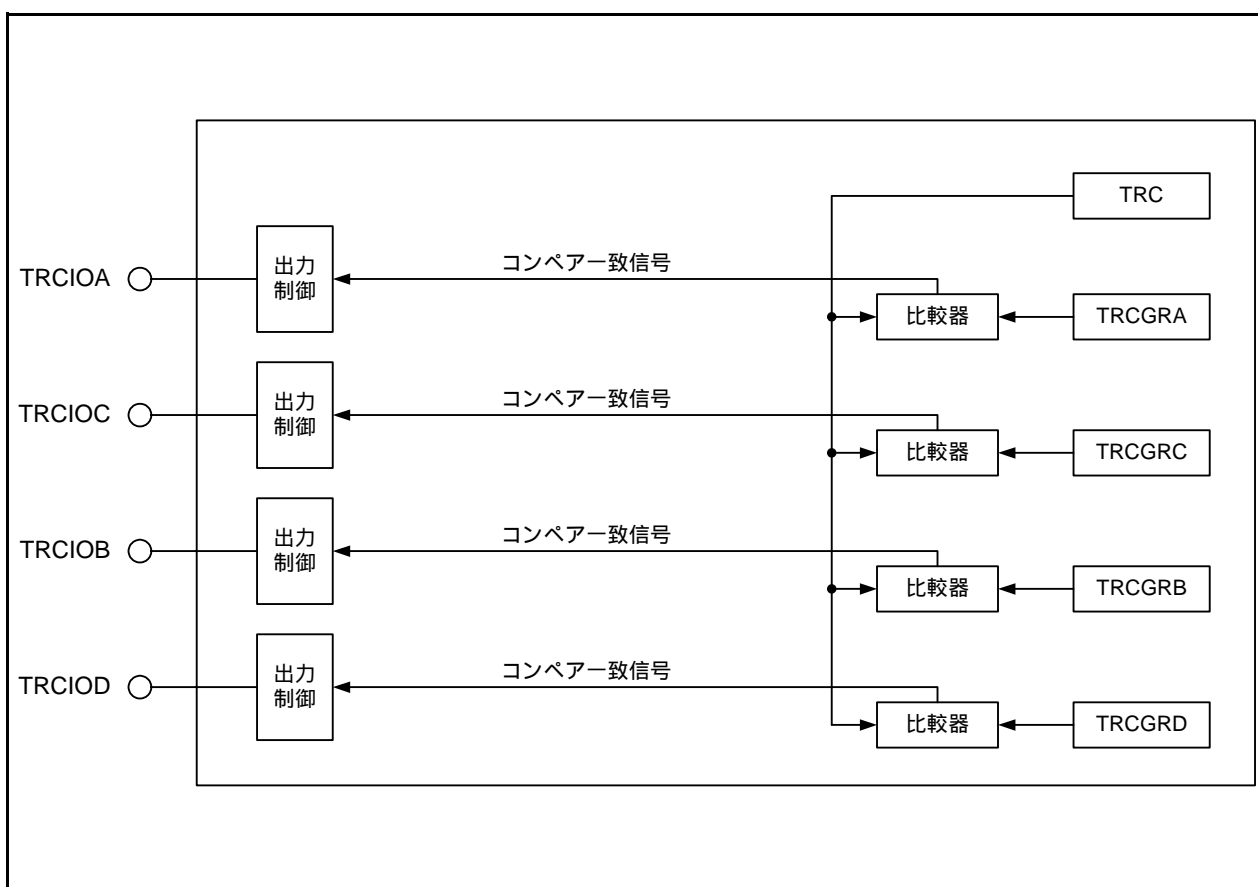 TRC
コンペア一致信号
TRCIOA
出力
制御
比較器
TRCGRA
コンペア一致信号
TRCIOC
出力
制御
比較器
TRCGRC
コンペア一致信号
TRCIOB
出力
制御
比較器
TRCGRB
コンペア一致信号
TRCIOD
出力
制御
比較器
TRCGRD